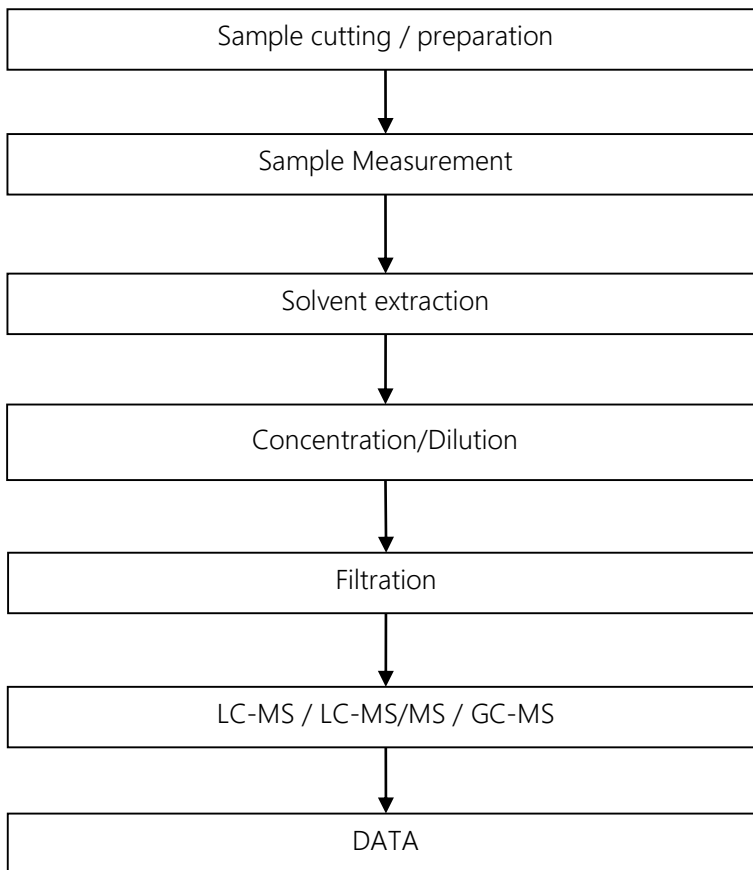 Sample cutting / preparation
Sample Measurement
Solvent extraction
Concentration/Dilution
Filtration
LC-MS / LC-MS/MS / GC-MS
DATA